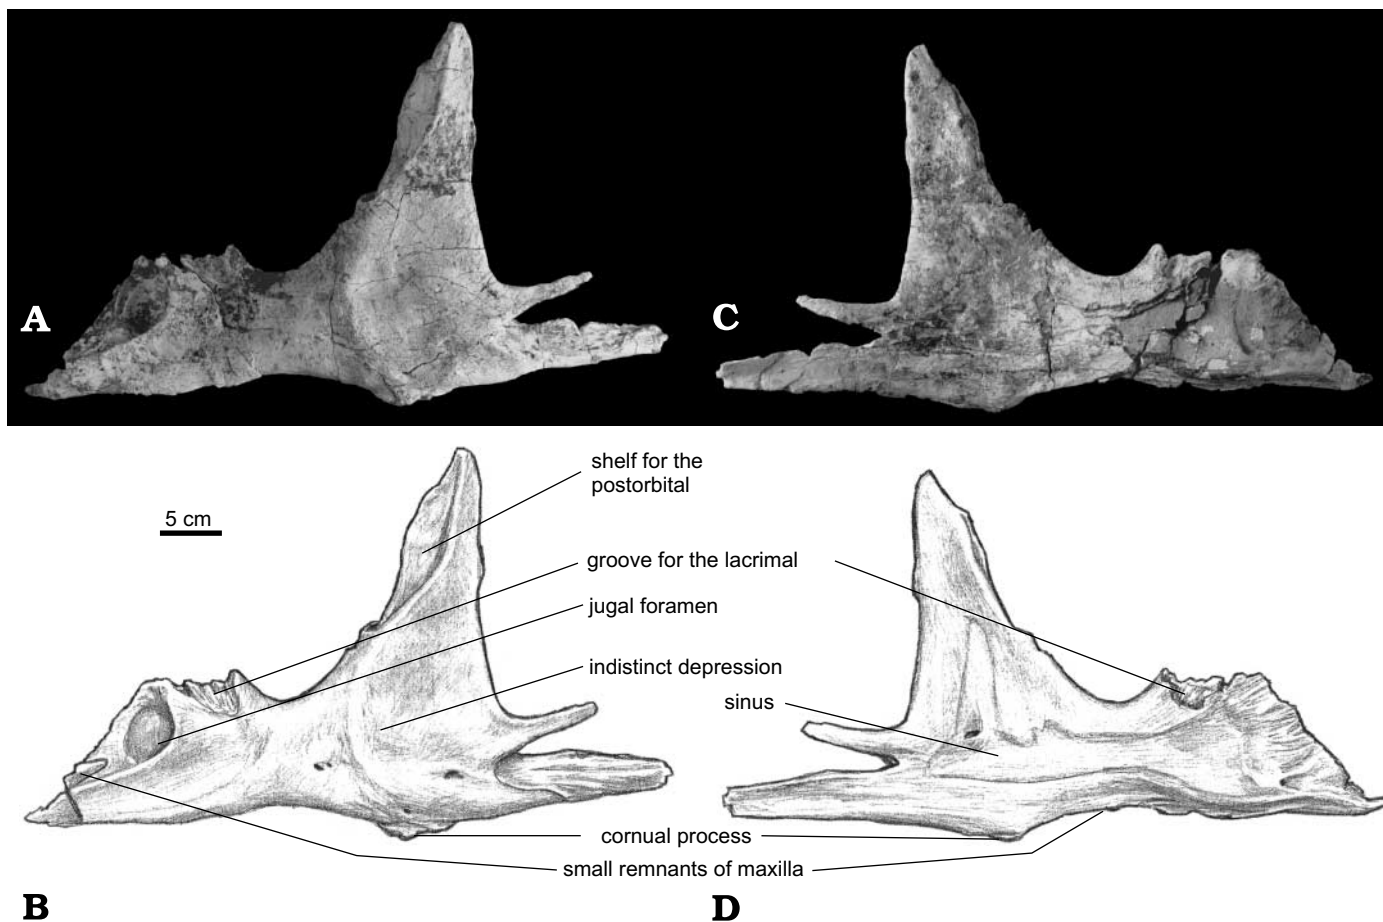 A
C
shelf for the
postorbital
5 cm
groove for the lacrimal
jugal foramen
indistinct depression
sinus
cornual process
small remnants of maxilla
B
D